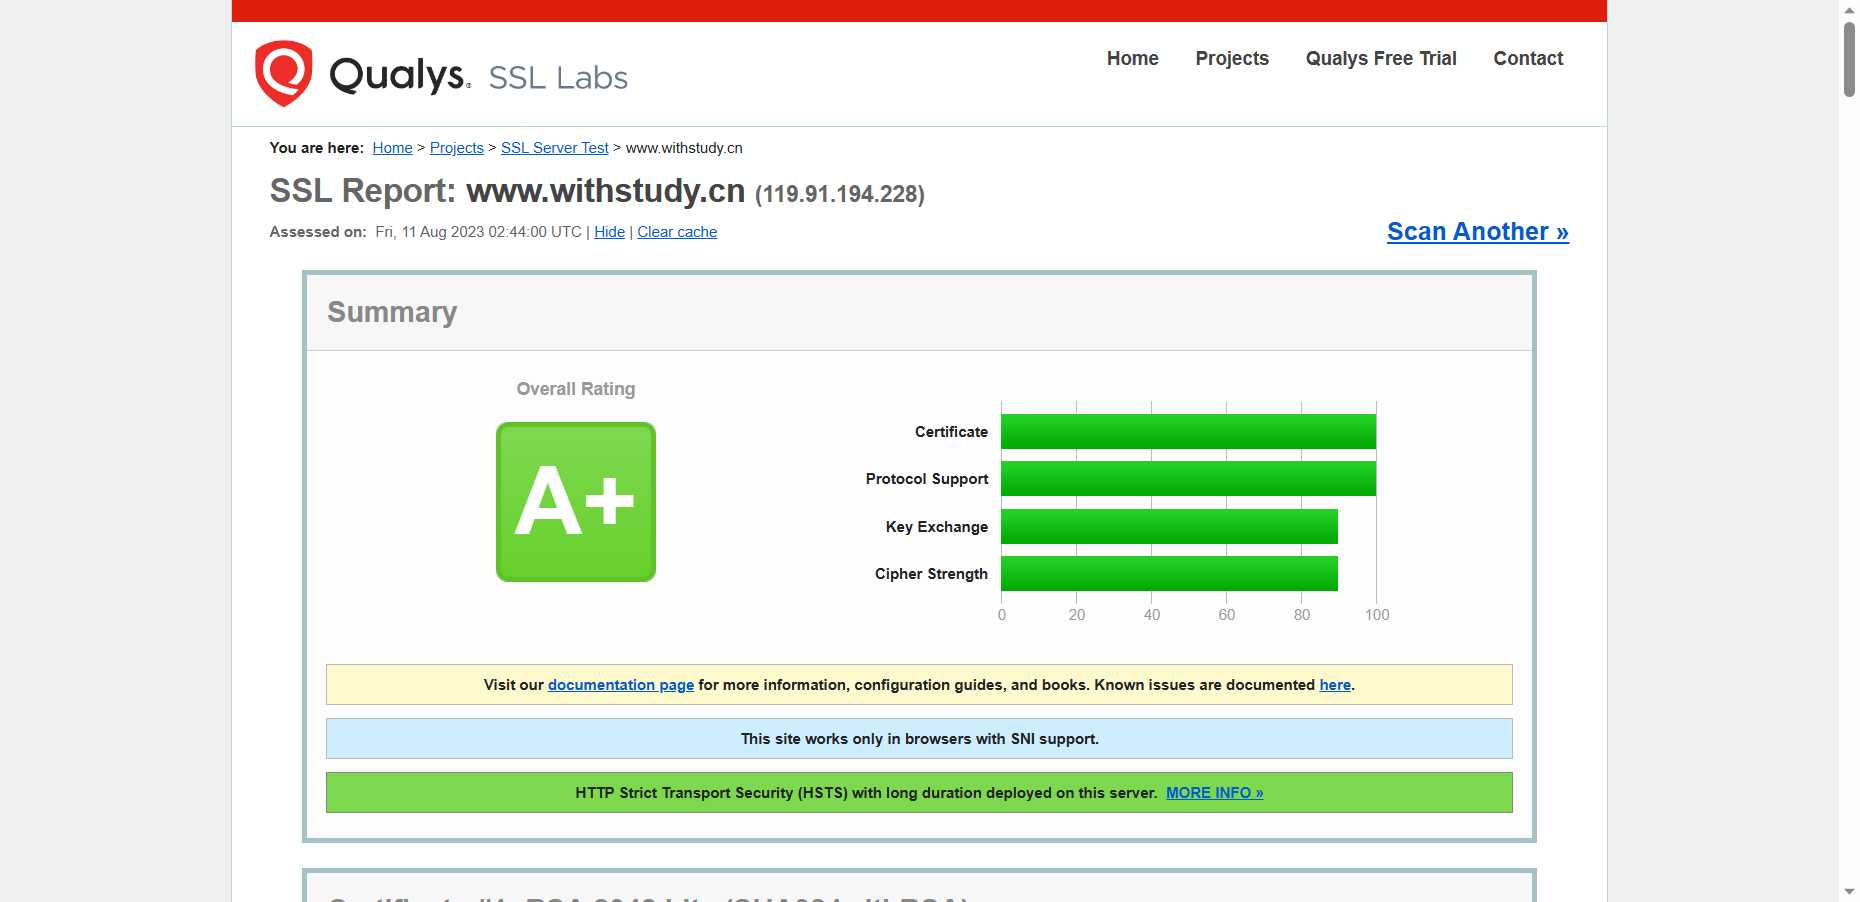 Qualys. SSL Labs
Home Projects Qualys Free Trial Contact
You are here: Home > Projects > SSL Server Test > www.withstudy.cn
SSL Report: www.withstudy.cn (119.91.194.228)
Assessed on: Fri, 11 Aug 2023 02:44:00 UTC | Hide | Clear cache
Scan Another »
Summary
Overall Rating
A+
Certificate
Protocol Support
Key Exchange
Cipher Strength
0 20 40 60 80 100
Visit our documentation page for more information, configuration guides, and books. Known issues are documented here.
This site works only in browsers with SNI support.
HTTP Strict Transport Security (HSTS) with long duration deployed on this server. MORE INFO »